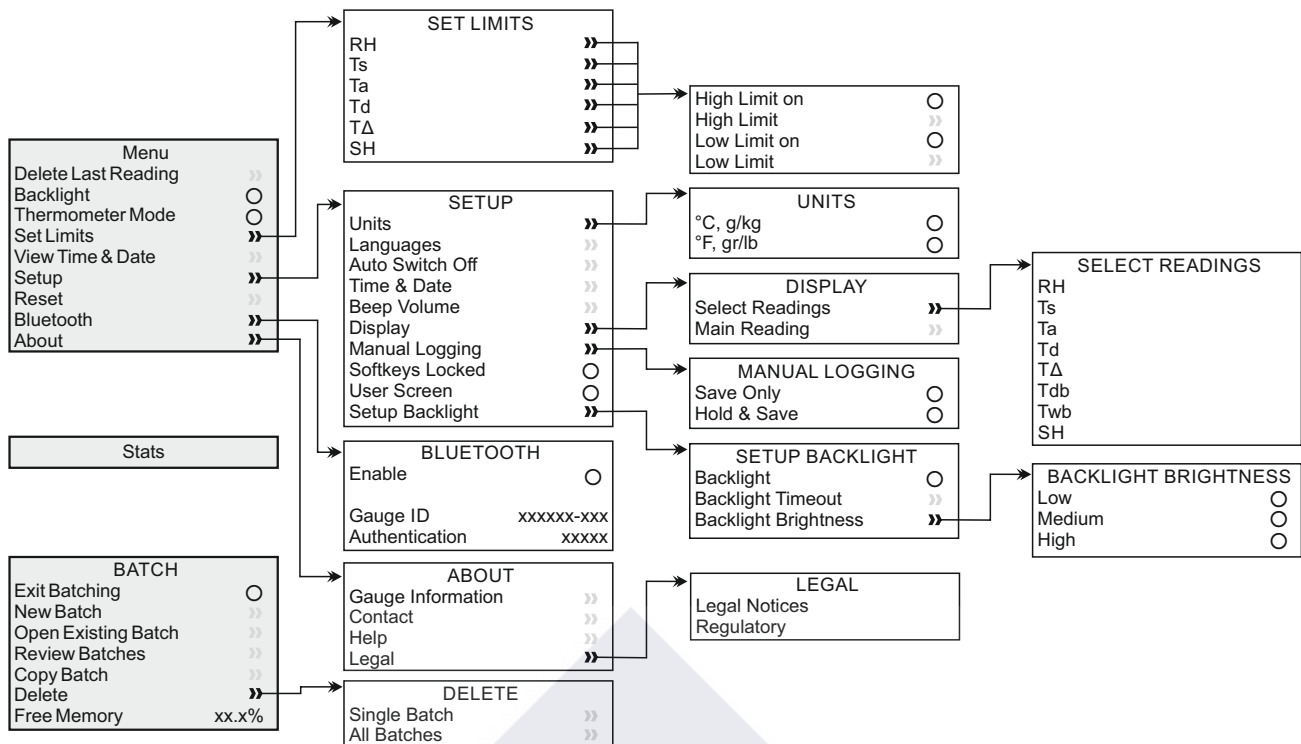 Menu
Delete Last Reading
Backlight
Thermometer Mode
Set Limits
View Time & Date
Setup
Reset
Bluetooth
About
Stats
BATCH
Exit Batching
New Batch
Open Existing Batch
Review Batches
Copy Batch
Delete
Free Memory xx.x%
SET LIMITS
RH
Ts
Ta
Td
TΔ
SH
SETUP
Units
Languages
Auto Switch Off
Time & Date
Beep Volume
Display
Manual Logging
Softkeys Locked
User Screen
Setup Backlight
BLUETOOTH
Enable
Gauge ID xxxxxx-xxx
Authentication xxxxx
ABOUT
Gauge Information
Contact
Help
Legal
DELETE
Single Batch
All Batches
High Limit on
High Limit
Low Limit on
Low Limit
UNITS
°C, g/kg
°F, gr/lb
DISPLAY
Select Readings
Main Reading
MANUAL LOGGING
Save Only
Hold & Save
SETUP BACKLIGHT
Backlight
Backlight Timeout
Backlight Brightness
LEGAL
Legal Notices
Regulatory
SELECT READINGS
RH
Ts
Ta
Td
TΔ
Tdb
Twb
SH
BACKLIGHT BRIGHTNESS
Low
Medium
High